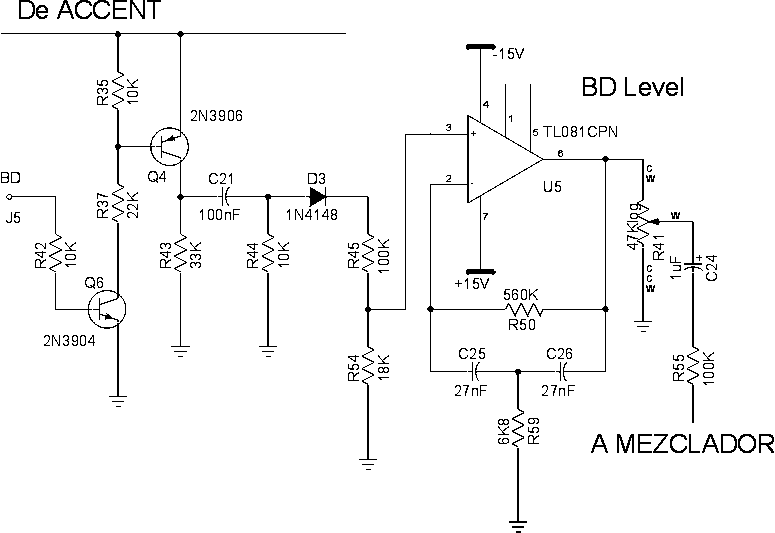 De ACCENT
R35
10K
2N3906
Q4
BD
J5
R37
22K
R42
10K
Q6
2N3904
C21
100nF
R43
33K
R44
10K
D3
1N4148
R45
100K
R54
18K
-15V
4
1
5
TL081CPN
3
+
2
-
6
U5
7
+15V
560K
R50
C25
27nF
C26
27nF
6K8
R59
BD Level
C
W
47Klog
R41
W
C
C
W
1uF
+
C24
R55
100K
A MEZCLADOR